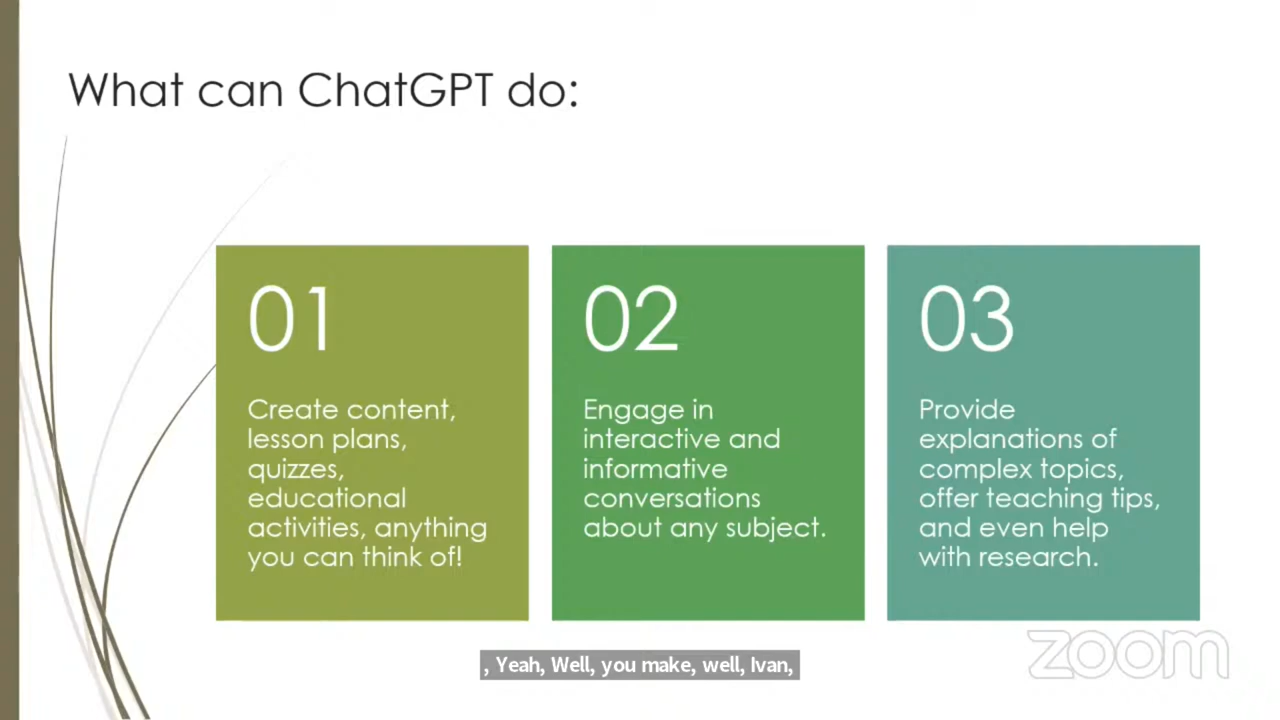 What can ChatGPT do:
01
Create content,
lesson plans,
quizzes,
educational
activities, anything
you can think of!
02
Engage in
interactive and
informative
conversations
about any subject.
03
Provide
explanations of
complex topics,
offer teaching tips,
and even help
with research.
, Yeah, Well, you make, well, Ivan,
zoom